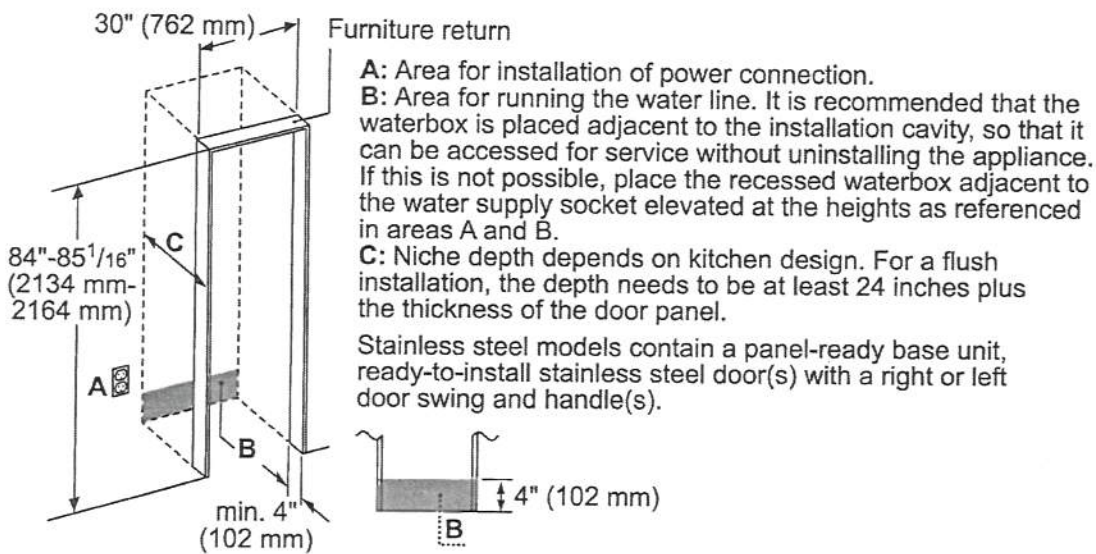 30" (762 mm)
Furniture return
A: Area for installation of power connection.
B: Area for running the water line. It is recommended that the
waterbox is placed adjacent to the installation cavity, so that it
can be accessed for service without uninstalling the appliance.
If this is not possible, place the recessed waterbox adjacent to
the water supply socket elevated at the heights as referenced
in areas A and B.
C: Niche depth depends on kitchen design. For a flush
installation, the depth needs to be at least 24 inches plus
the thickness of the door panel.
Stainless steel models contain a panel-ready base unit,
ready-to-install stainless steel door(s) with a right or left
door swing and handle(s).
C
84"-85 1/16"
(2134 mm-
2164 mm)
A
B
min. 4"
(102 mm)
4" (102 mm)
B